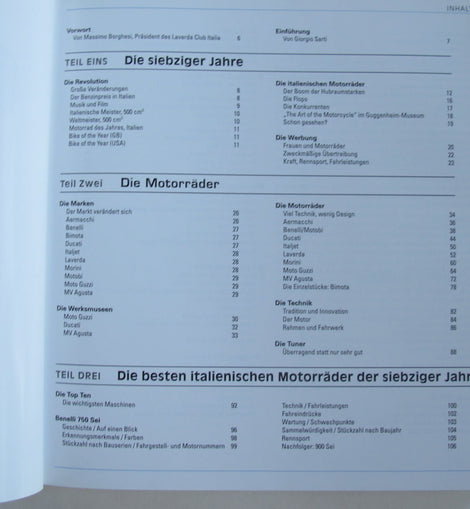 INHAL
Vorwort
Von Massimo Borghesi, Präsident des Laverda Club Italia 6
Einführung
Von Giorgio Sarti 7
TEIL EINS Die siebziger Jahre
Die Revolution
Große Veränderungen 8
Der Benzinpreis in Italien 8
Musik und Film 9
Italienische Meister, 500 cm³ 10
Weltmeister, 500 cm³ 10
Motorrad des Jahres, Italien 11
Bike of the Year (GB) 11
Bike of the Year (USA) 11
Die italienischen Motorräder
Der Boom der Hubraumstarken 12
Die Flops 16
Die Konkurrenten 17
„The Art of the Motorcycle" im Guggenheim-Museum 18
Schon gesehen? 19
Die Werbung
Frauen und Motorräder 20
Zweckmäßige Übertreibung 22
Kraft, Rennsport, Fahrleistungen 23
Teil Zwei Die Motorräder
Die Marken
Der Markt verändert sich 26
Aermacchi 26
Benelli 27
Bimota 27
Ducati 27
Italjet 28
Laverda 28
Morini 28
Motobi 29
Moto Guzzi 29
MV Agusta 29
Die Werksmussen
Moto Guzzi 30
Ducati 32
MV Agusta 33
Die Motorräder
Viel Technik, wenig Design 34
Aermacchi 36
Benelli/Motobi 38
Ducati 44
Italjet 50
Laverda 52
Morini 60
Moto Guzzi 64
MV Agusta 72
Die Einzelstücke: Bimota 78
Die Technik
Tradition und Innovation 82
Der Motor 84
Rahmen und Fahrwerk 86
Die Tuner
Überragend statt nur sehr gut 88
TEIL DREI Die besten italienischen Motorräder der siebziger Jahr
Die Top Ten
Die wichtigsten Maschinen 92
Benelli 750 Sei
Geschichte / Auf einen Blick 96
Erkennungsmerkmale / Farben 98
Stückzahl nach Bauserien / Fahrgestell- und Motornummern 99
Technik / Fahrleistungen 100
Fahreindrücke 102
Wartung / Schwachpunkte 103
Sammelwürdigkeit / Stückzahl nach Baujahr 104
Rennsport 105
Nachfolger: 900 Sei 106